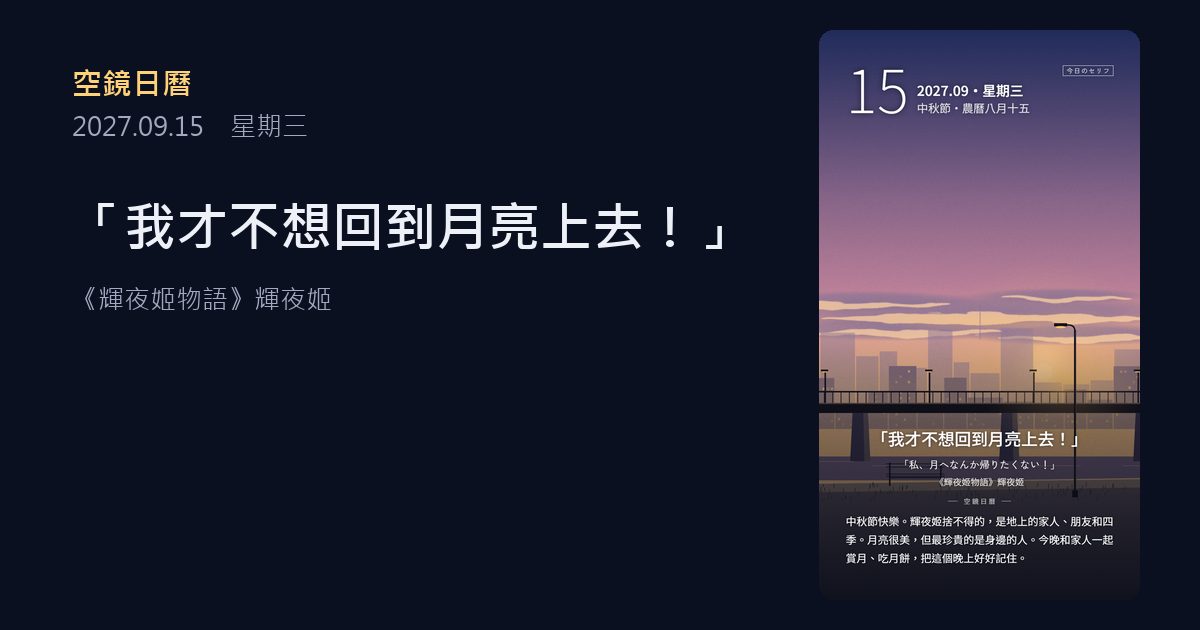 空鏡日曆
2027.09.15 星期三
「我才不想回到月亮上去！」
《輝夜姬物語》輝夜姬
今日のセリフ
15
2027.09・星期三
中秋節・農曆八月十五
「我才不想回到月亮上去！」
「私、月へなんか帰りたくない！」
《輝夜姬物語》輝夜姬
空鏡日曆
中秋節快樂。輝夜姬捨不得的，是地上的家人、朋友和四
季。月亮很美，但最珍貴的是身邊的人。今晚和家人一起
賞月、吃月餅，把這個晚上好好記住。